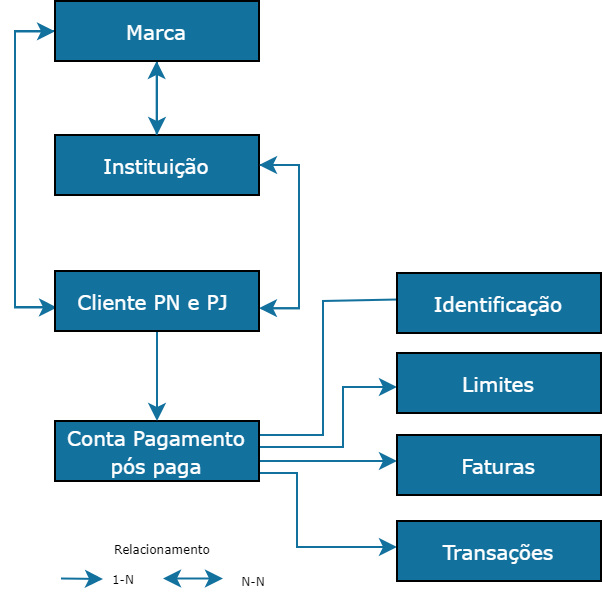 Marca
Instituição
Cliente PN e PJ
Identificação
Limites
Conta Pagamento
pós paga
Faturas
Transações
Relacionamento
1-N
N-N